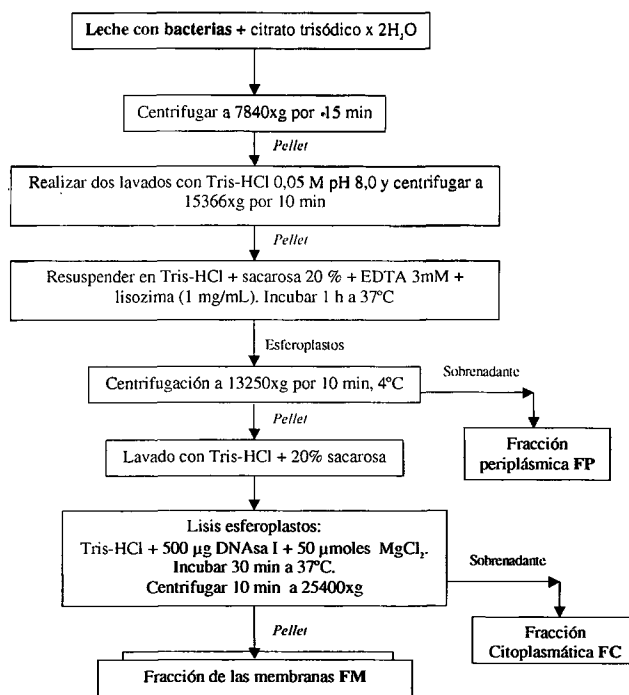 Leche con bacterias + citrato trisódico x 2H₂O
Centrifugar a 7840xg por 15 min
Pellet
Realizar dos lavados con Tris-HCl 0,05 M pH 8,0 y centrifugar a
15366xg por 10 min
Pellet
Resuspender en Tris-HCl + sacarosa 20 % + EDTA 3mM +
lisozima (1 mg/mL). Incubar 1 h a 37ºC
Esferoplastos
Centrifugación a 13250xg por 10 min, 4ºC
Sobrenadante
Pellet
Fracción
periplásmica FP
Lavado con Tris-HCl + 20% sacarosa
Lisis esferoplastos:
Tris-HCl + 500 µg DNAsa I + 50 µmoles MgCl₂.
Incubar 30 min a 37ºC.
Centrifugar 10 min a 25400xg
Sobrenadante
Pellet
Fracción
Citoplasmática FC
Fracción de las membranas FM